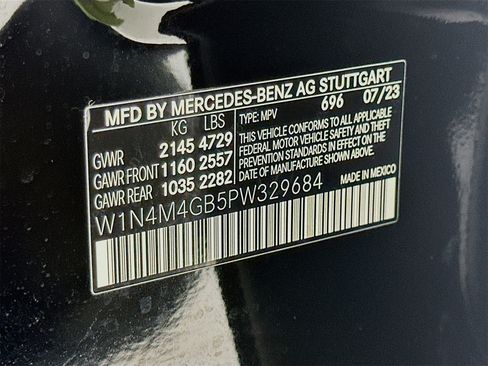 MFD BY MERCEDES-BENZ AG STUTTGART
KG LBS TYPE: MPV 696 07/23
GVWR 2145 4729
GAWR FRONT 1160 2557
GAWR REAR 1035 2282
THIS VEHICLE CONFORMS TO ALL APPLICABLE
FEDERAL MOTOR VEHICLE SAFETY AND THEFT
PREVENTION STANDARDS IN EFFECT ON THE
DATE OF MANUFACTURE SHOWN ABOVE.
MADE IN MEXICO
W1N4M4GB5PW329684